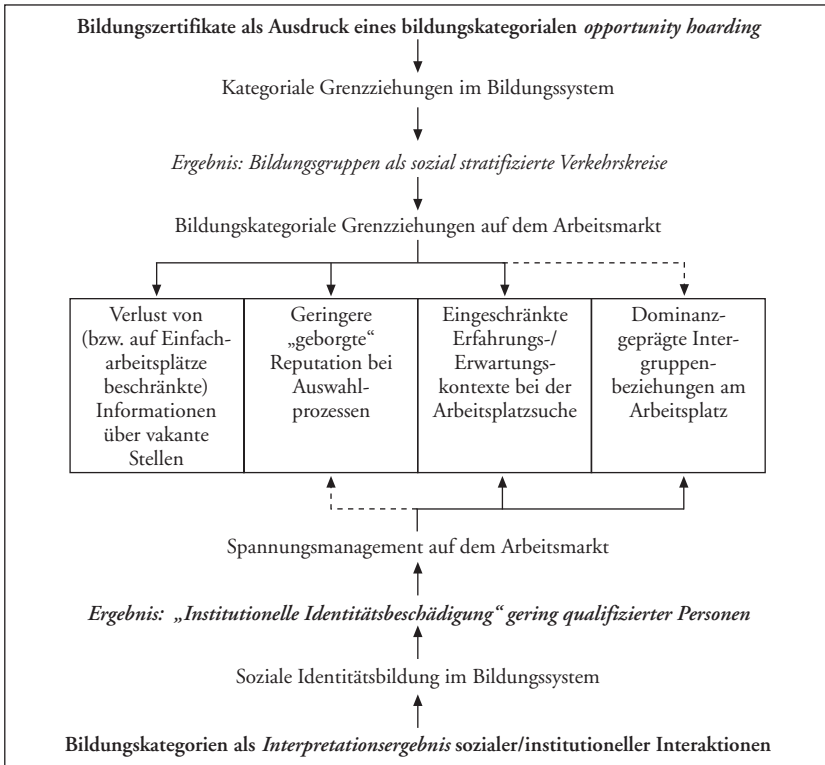 Bildungszertifikate als Ausdruck eines bildungskategorialen opportunity hoarding
Kategoriale Grenzziehungen im Bildungssystem
Ergebnis: Bildungsgruppen als sozial stratifizierte Verkehrskreise
Bildungskategoriale Grenzziehungen auf dem Arbeitsmarkt
Verlust von
(bzw. auf Einfach-
arbeitsplätze
beschränkte)
Informationen
über vakante
Stellen
Geringere
„geborgte“
Reputation bei
Auswahl-
prozessen
Eingeschränkte
Erfahrungs-/
Erwartungs-
kontexte bei der
Arbeitsplatzsuche
Dominanz-
geprägte Inter-
gruppen-
beziehungen am
Arbeitsplatz
Spannungsmanagement auf dem Arbeitsmarkt
Ergebnis: „Institutionelle Identitätsbeschädigung“ gering qualifizierter Personen
Soziale Identitätsbildung im Bildungssystem
Bildungskategorien als Interpretationsergebnis sozialer/institutioneller Interaktionen